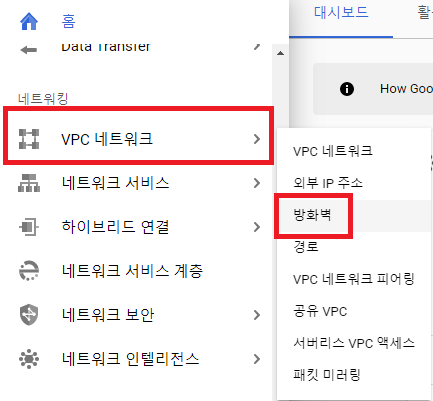 홈
Data Transfer
네트워킹
VPC 네트워크
네트워크 서비스
하이브리드 연결
네트워크 서비스 계층
네트워크 보안
네트워크 인텔리전스
대시보드
How Goo
VPC 네트워크
외부 IP 주소
방화벽
경로
VPC 네트워크 피어링
공유 VPC
서버리스 VPC 액세스
패킷 미러링